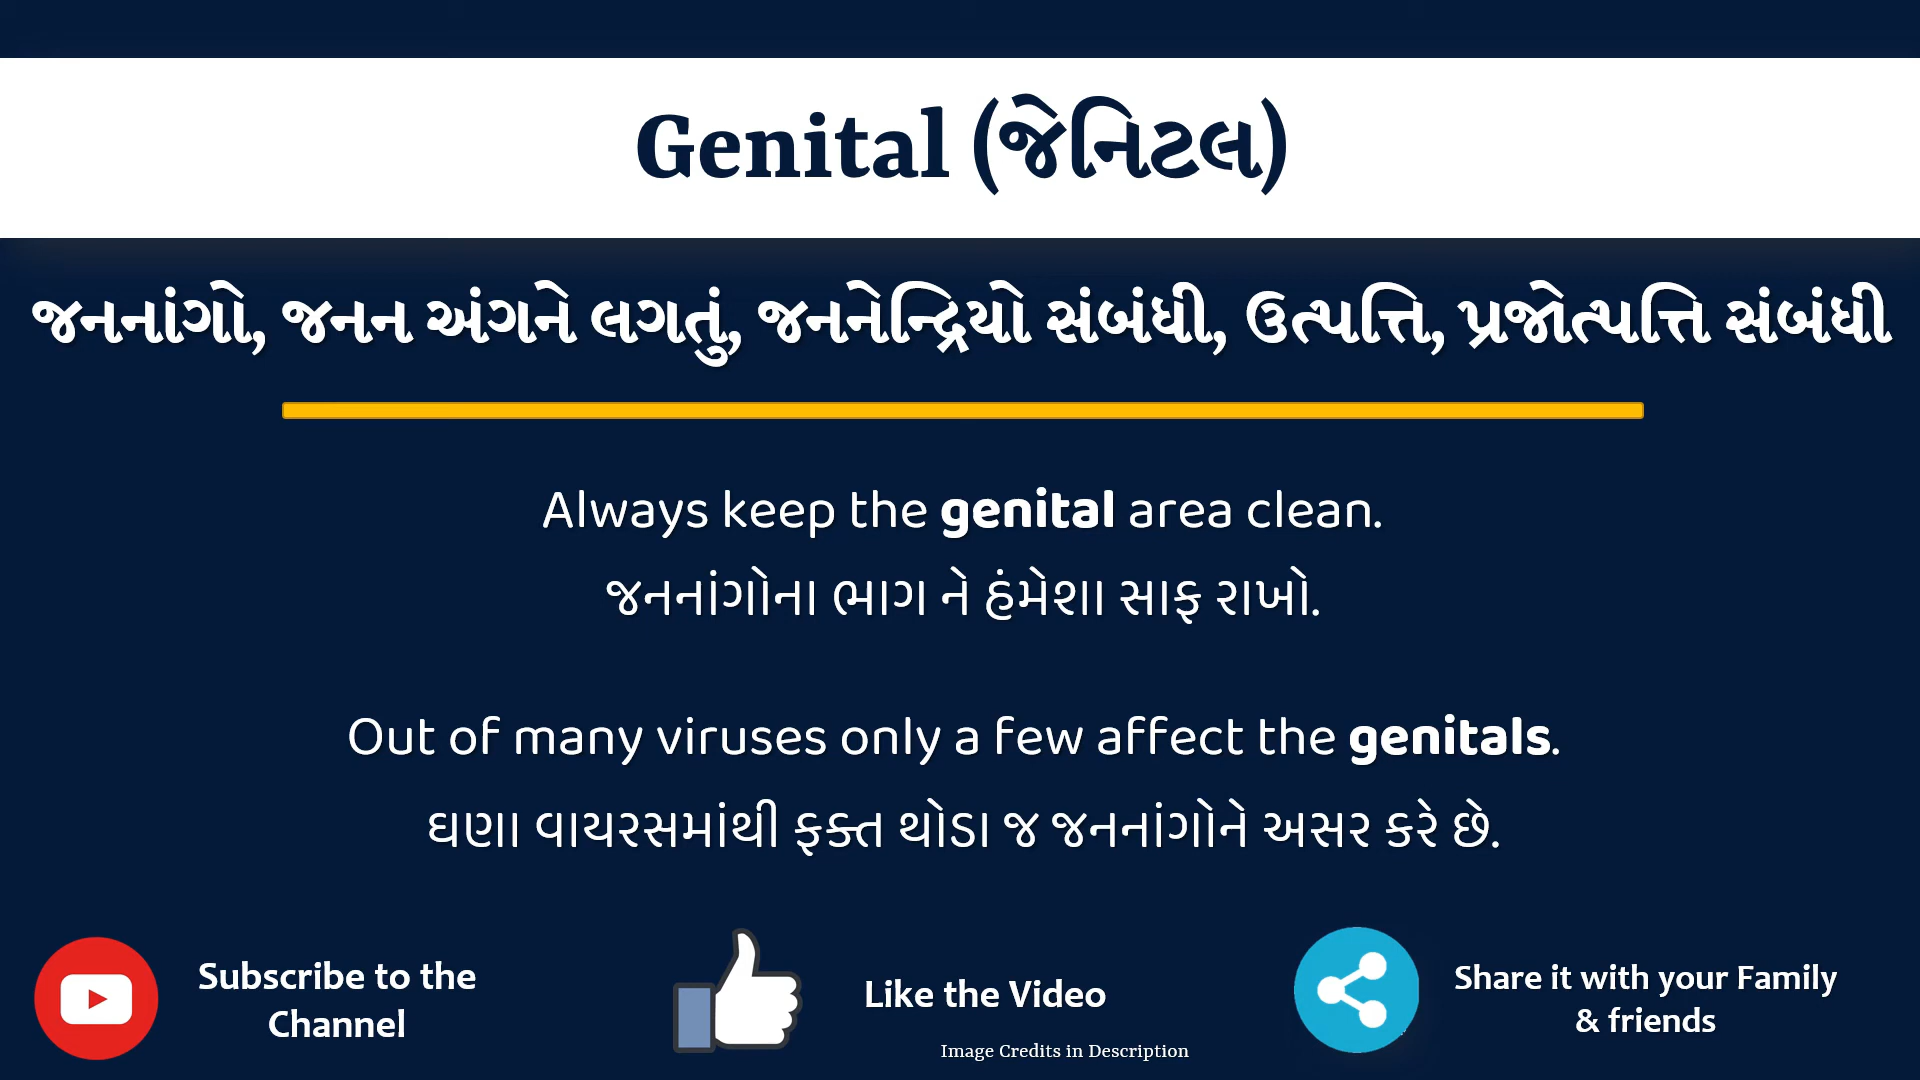 Genital (જેનિટલ)
જનનાંગો, જનન અંગને લગતું, જનનેન્દ્રિયો સંબંધી, ઉત્પત્તિ, પ્રજોત્પત્તિ સંબંધી
Always keep the genital area clean.
જનનાંગોના ભાગ ને હંમેશા સાફ રાખો.
Out of many viruses only a few affect the genitals.
ઘણા વાયરસમાંથી ફક્ત થોડા જ જનનાંગોને અસર કરે છે.
Subscribe to the
Channel
Like the Video
Share it with your Family
& friends
Image Credits in Description